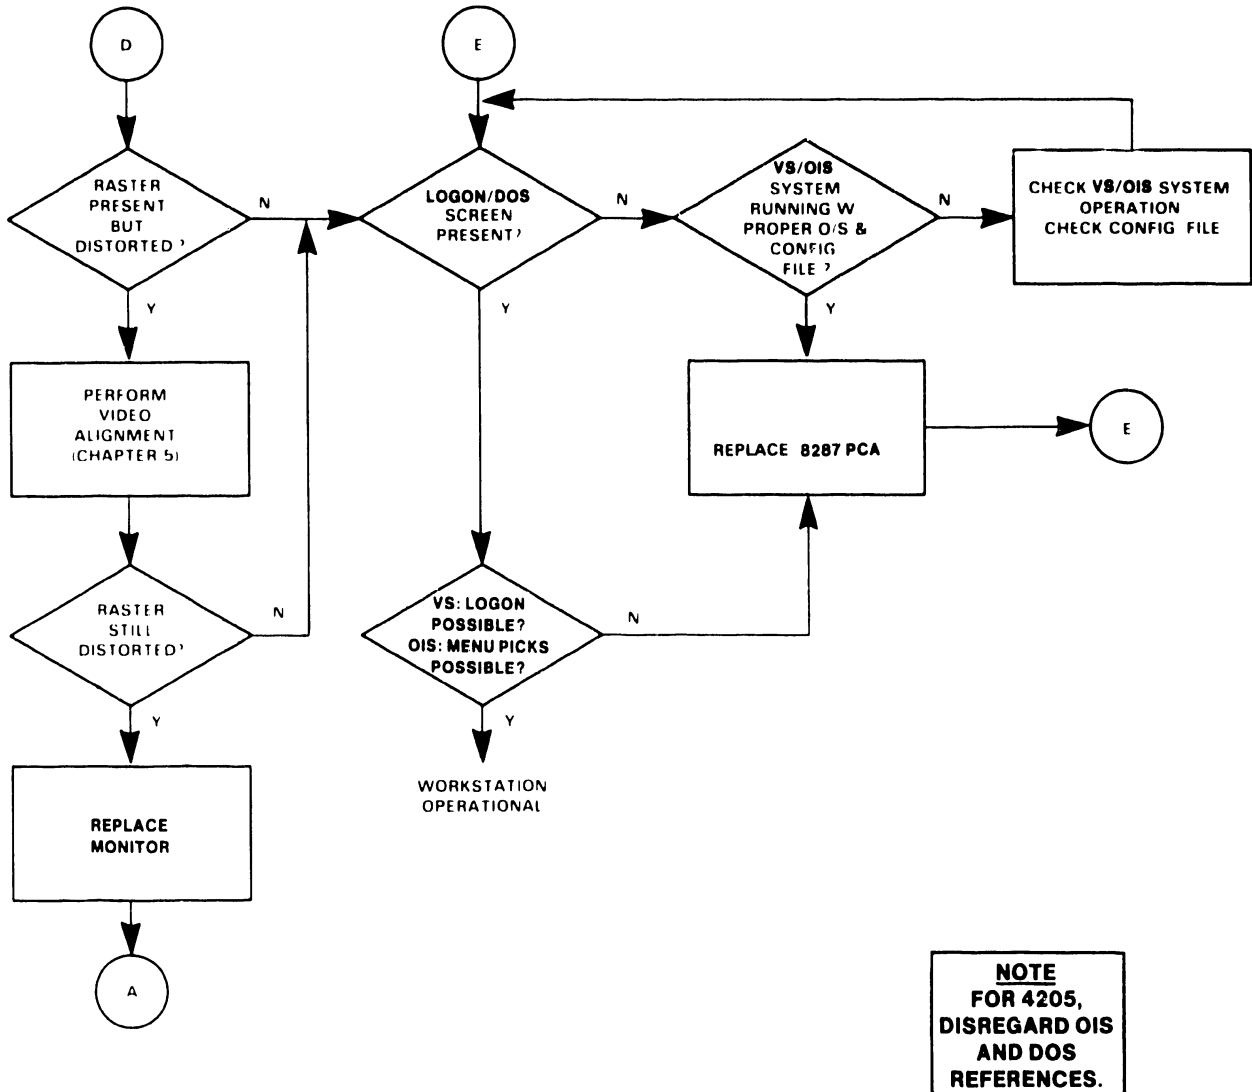 D
E
RASTER
PRESENT
BUT
DISTORTED ?
N
Y
LOGON/DOS
SCREEN
PRESENT?
N
Y
VS/OIS
SYSTEM
RUNNING W
PROPER O/S &
CONFIG
FILE ?
N
Y
CHECK VS/OIS SYSTEM
OPERATION
CHECK CONFIG FILE
PERFORM
VIDEO
ALIGNMENT
(CHAPTER 5)
REPLACE 8287 PCA
E
RASTER
STILL
DISTORTED?
N
Y
VS: LOGON
POSSIBLE?
OIS: MENU PICKS
POSSIBLE?
N
Y
WORKSTATION
OPERATIONAL
REPLACE
MONITOR
A
NOTE
FOR 4205,
DISREGARD OIS
AND DOS
REFERENCES.